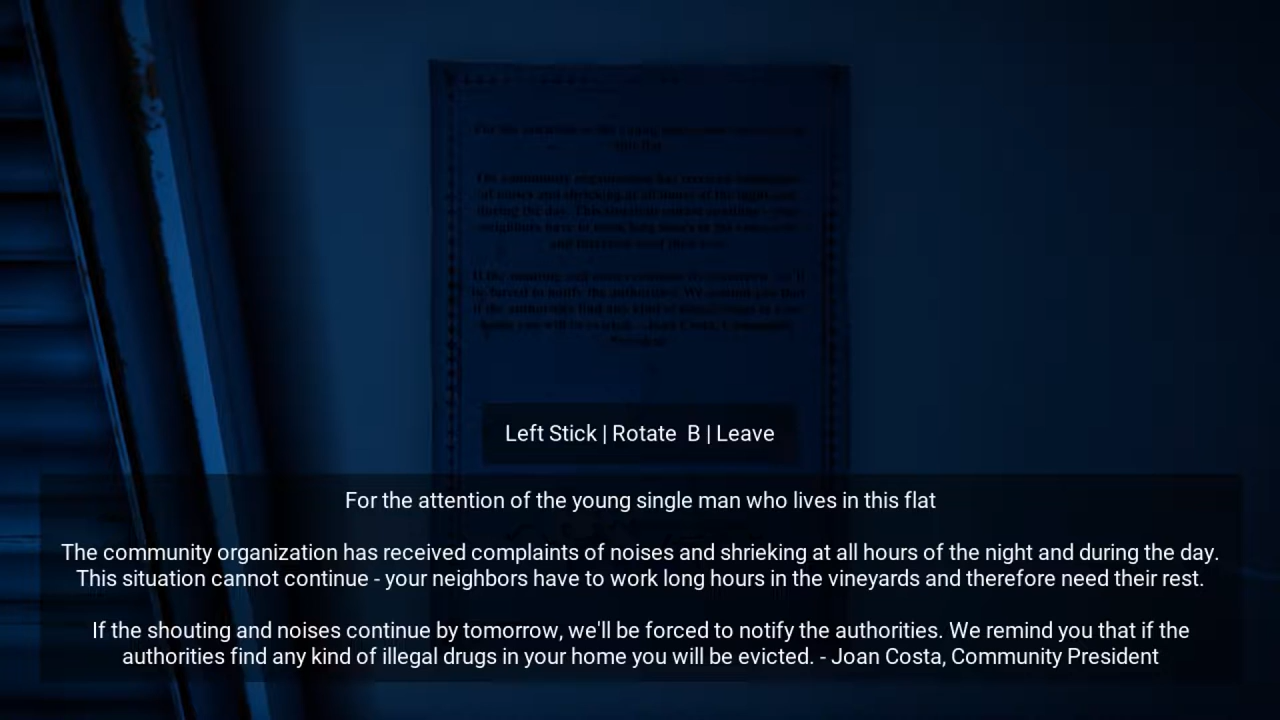 Left Stick | Rotate B | Leave
For the attention of the young single man who lives in this flat
The community organization has received complaints of noises and shrieking at all hours of the night and during the day.
This situation cannot continue - your neighbors have to work long hours in the vineyards and therefore need their rest.
If the shouting and noises continue by tomorrow, we'll be forced to notify the authorities. We remind you that if the
authorities find any kind of illegal drugs in your home you will be evicted. - Joan Costa, Community President